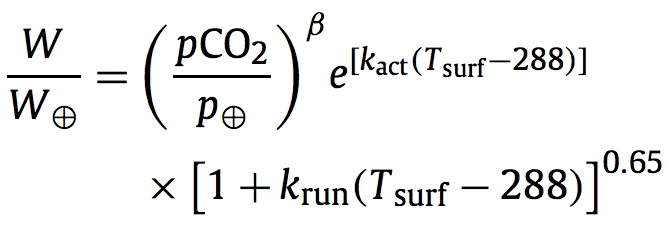 W/W⊕ = (pCO₂/p⊕)^β e^[k_act(T_surf−288)]
× [1 + k_run(T_surf − 288)]^0.65